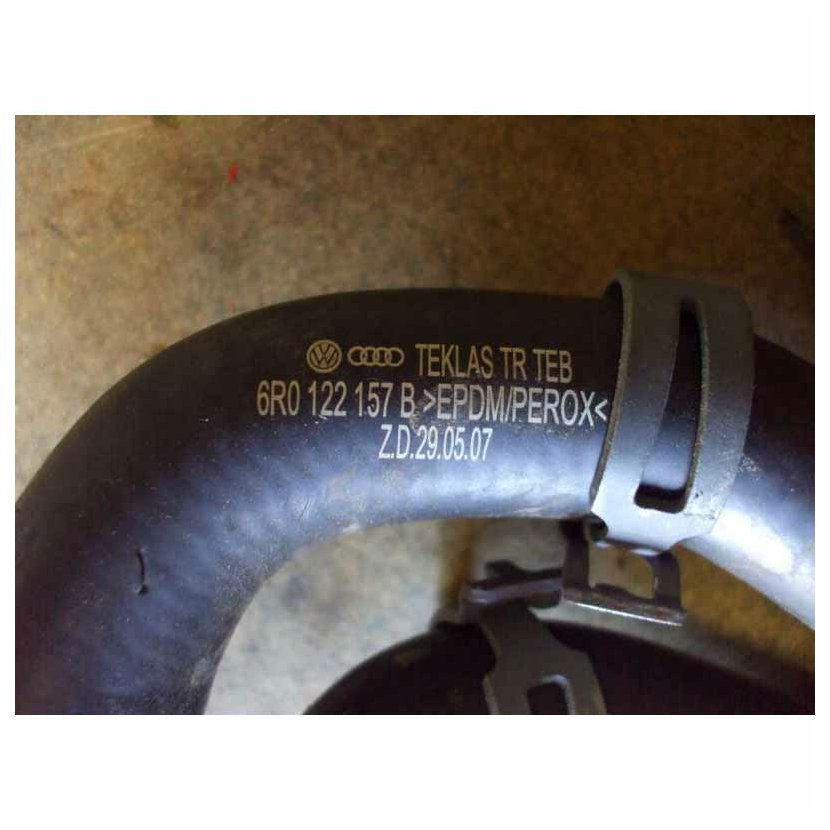 TEKLAS TR TEB
6R0 122 157 B >EPDM/PEROX<
Z.D.29.05.07